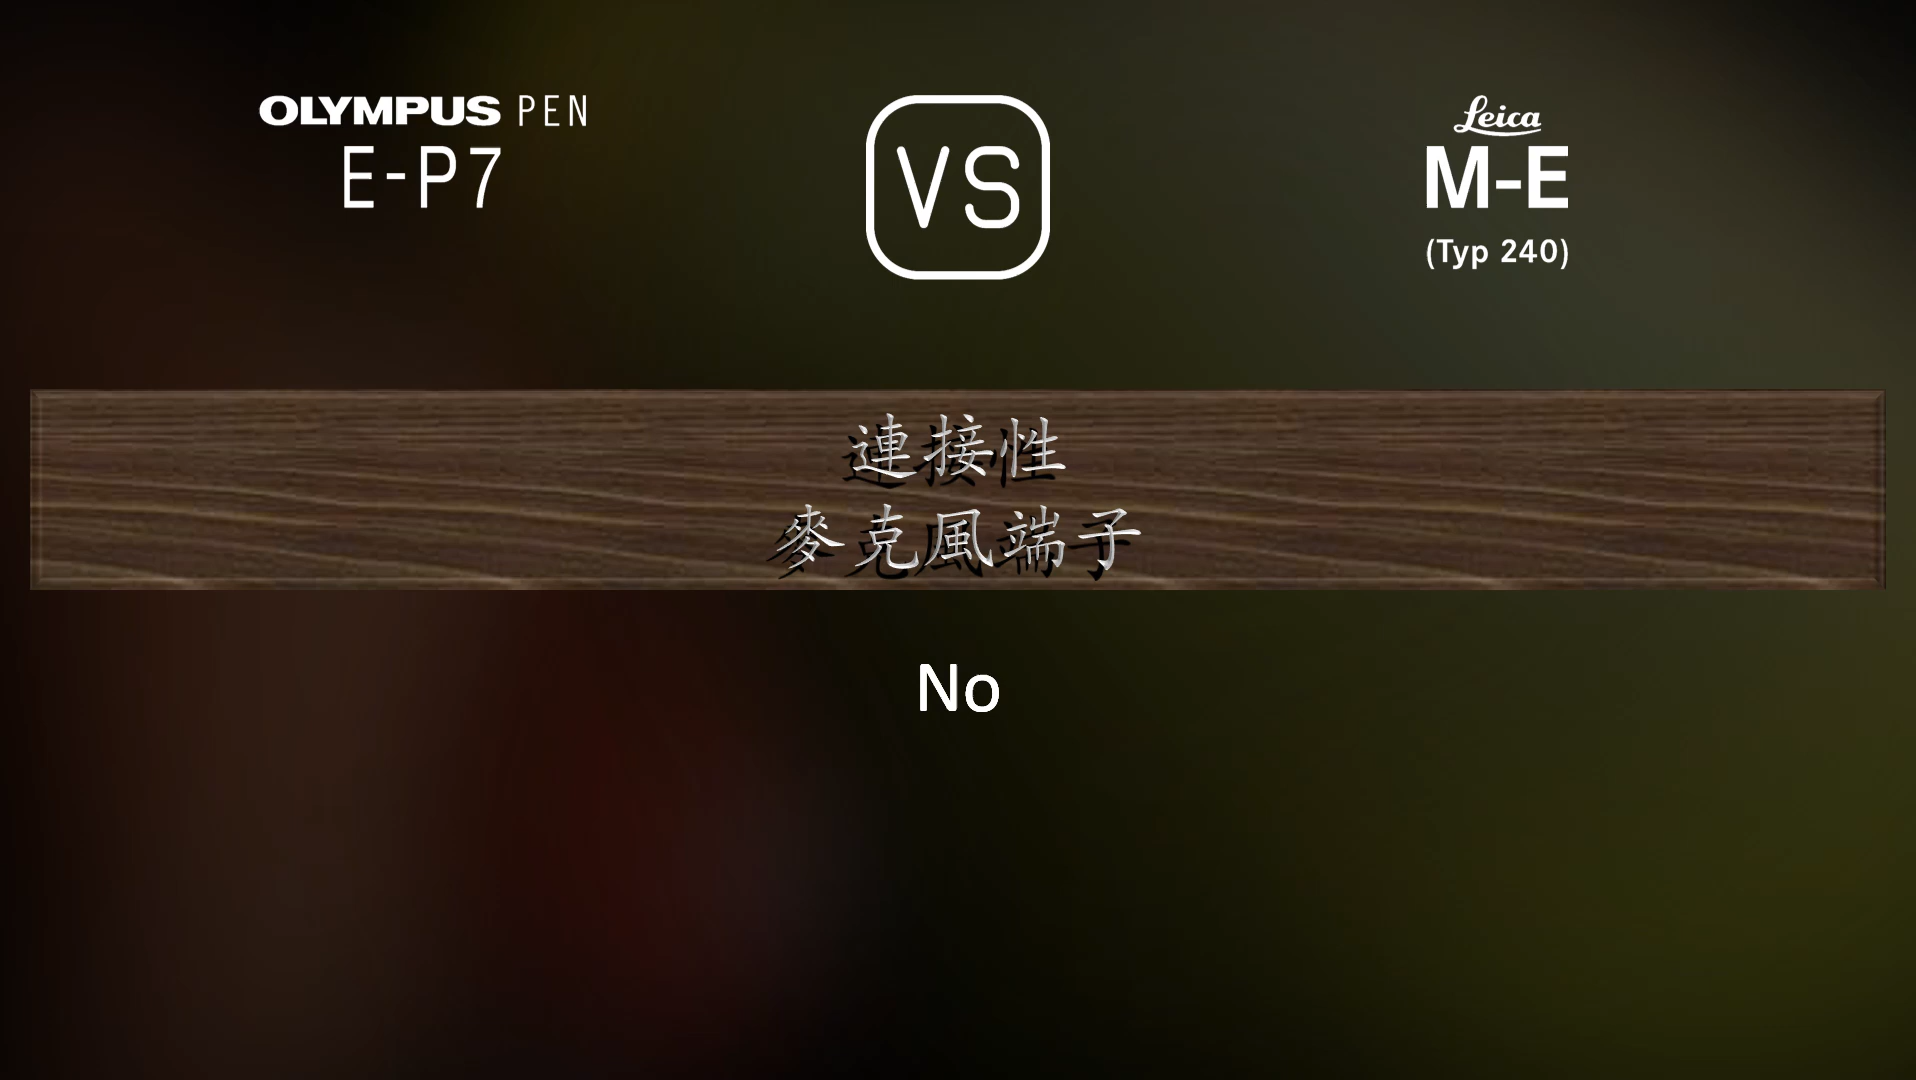 OLYMPUS PEN
E-P7
VS
Leica
M-E
(Typ 240)
連接性
麥克風端子
No